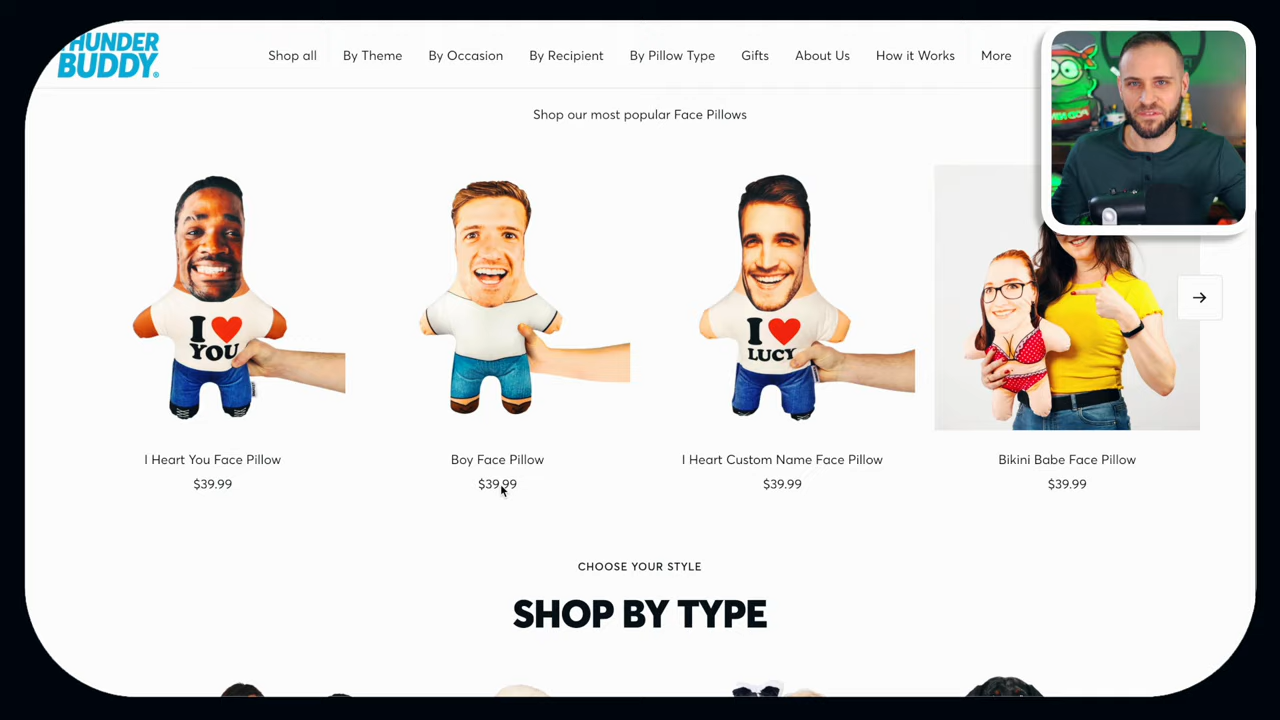 THUNDER
BUDDY®
Shop all By Theme By Occasion By Recipient By Pillow Type Gifts About Us How it Works More
Shop our most popular Face Pillows
I ♥
YOU
I ♥
LUCY
I Heart You Face Pillow Boy Face Pillow I Heart Custom Name Face Pillow Bikini Babe Face Pillow
$39.99 $39.99 $39.99 $39.99
CHOOSE YOUR STYLE
SHOP BY TYPE